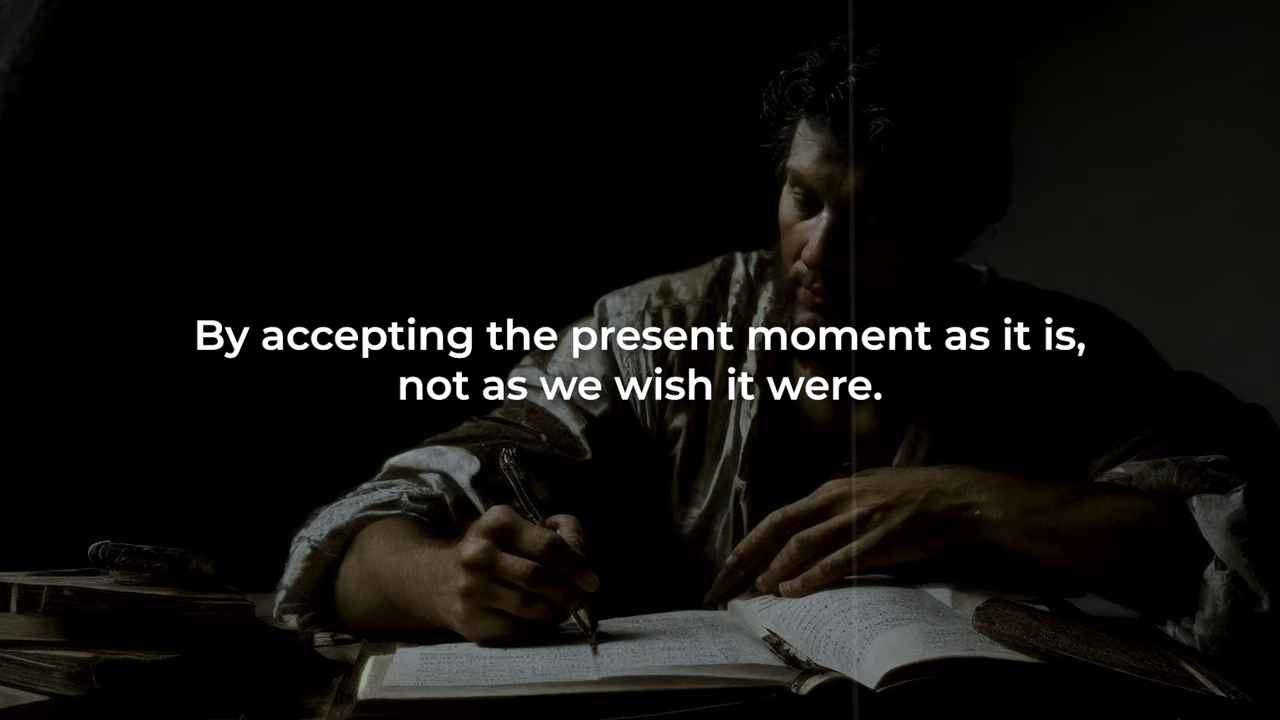 By accepting the present moment as it is,
not as we wish it were.